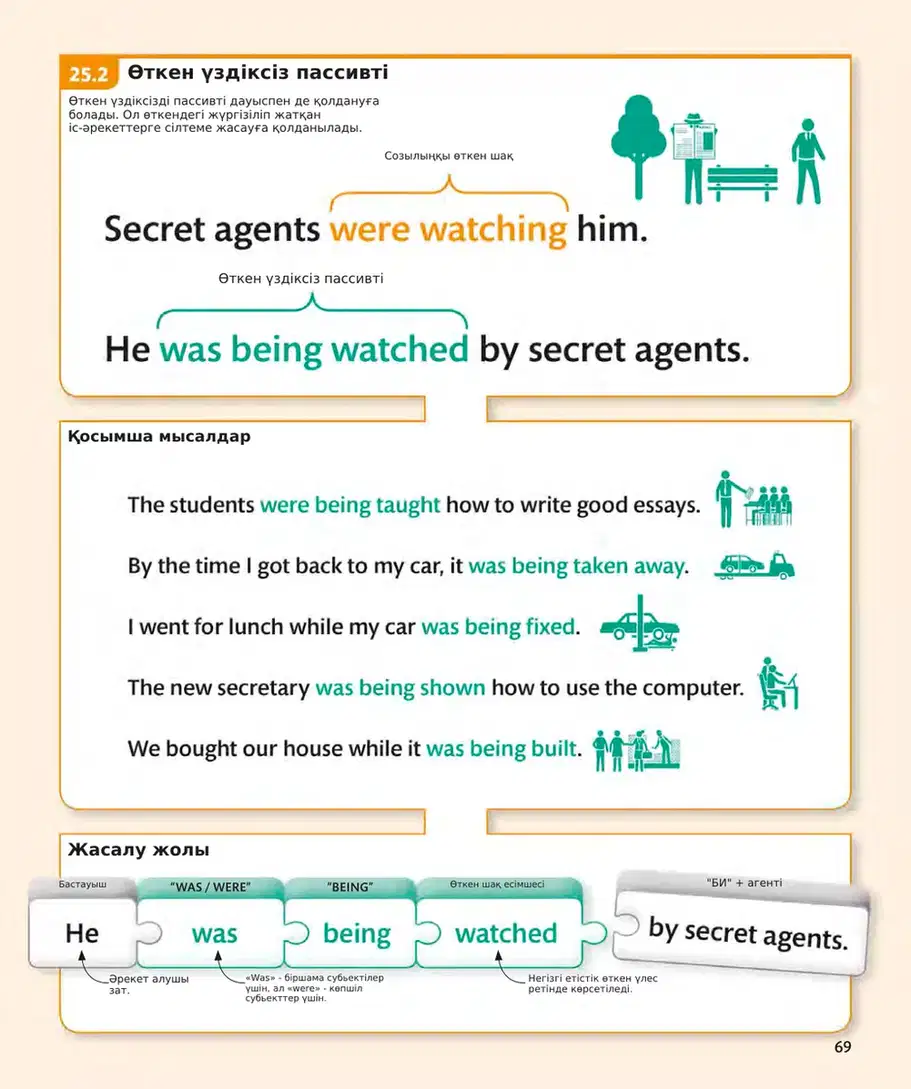 25.2 Өткен үздіксіз пассивті
Өткен үздіксізді пассивті дауыспен де қолдануға
болады. Ол өткендегі жүргізіліп жатқан
іс-әрекеттерге сілтеме жасауға қолданылады.
Созылыңқы өткен шақ
Secret agents were watching him.
Өткен үздіксіз пассивті
He was being watched by secret agents.
Қосымша мысалдар
The students were being taught how to write good essays.
By the time I got back to my car, it was being taken away.
I went for lunch while my car was being fixed.
The new secretary was being shown how to use the computer.
We bought our house while it was being built.
Жасалу жолы
Бастауыш
"WAS / WERE"
"BEING"
Өткен шақ есімшесі
"БИ" + агенті
He was being watched by secret agents.
Әрекет алушы
зат.
«Was» - біршама субьектілер
үшін, ал «were» - көпшіл
субьекттер үшін.
Негізгі етістік өткен үлес
ретінде көрсетіледі.
69